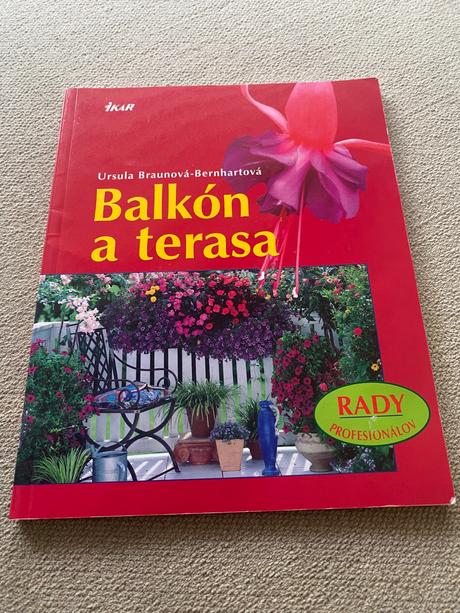 IKAR
Ursula Braunová-Bernhartová
Balkón
a terasa
RADY
PROFESIONÁLOV